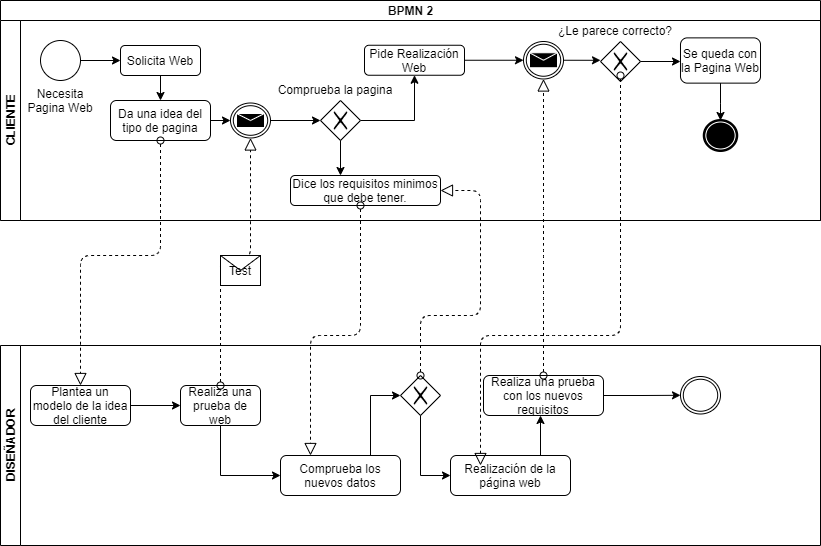 BPMN 2
CLIENTE
Necesita
Pagina Web
Solicita Web
Da una idea del
tipo de pagina
Comprueba la pagina
Pide Realización
Web
Dice los requisitos minimos
que debe tener.
¿Le parece correcto?
Se queda con
la Pagina Web
Test
DISEÑADOR
Plantea un
modelo de la idea
del cliente
Realiza una
prueba de
web
Comprueba los
nuevos datos
Realización de la
página web
Realiza una prueba
con los nuevos
requisitos